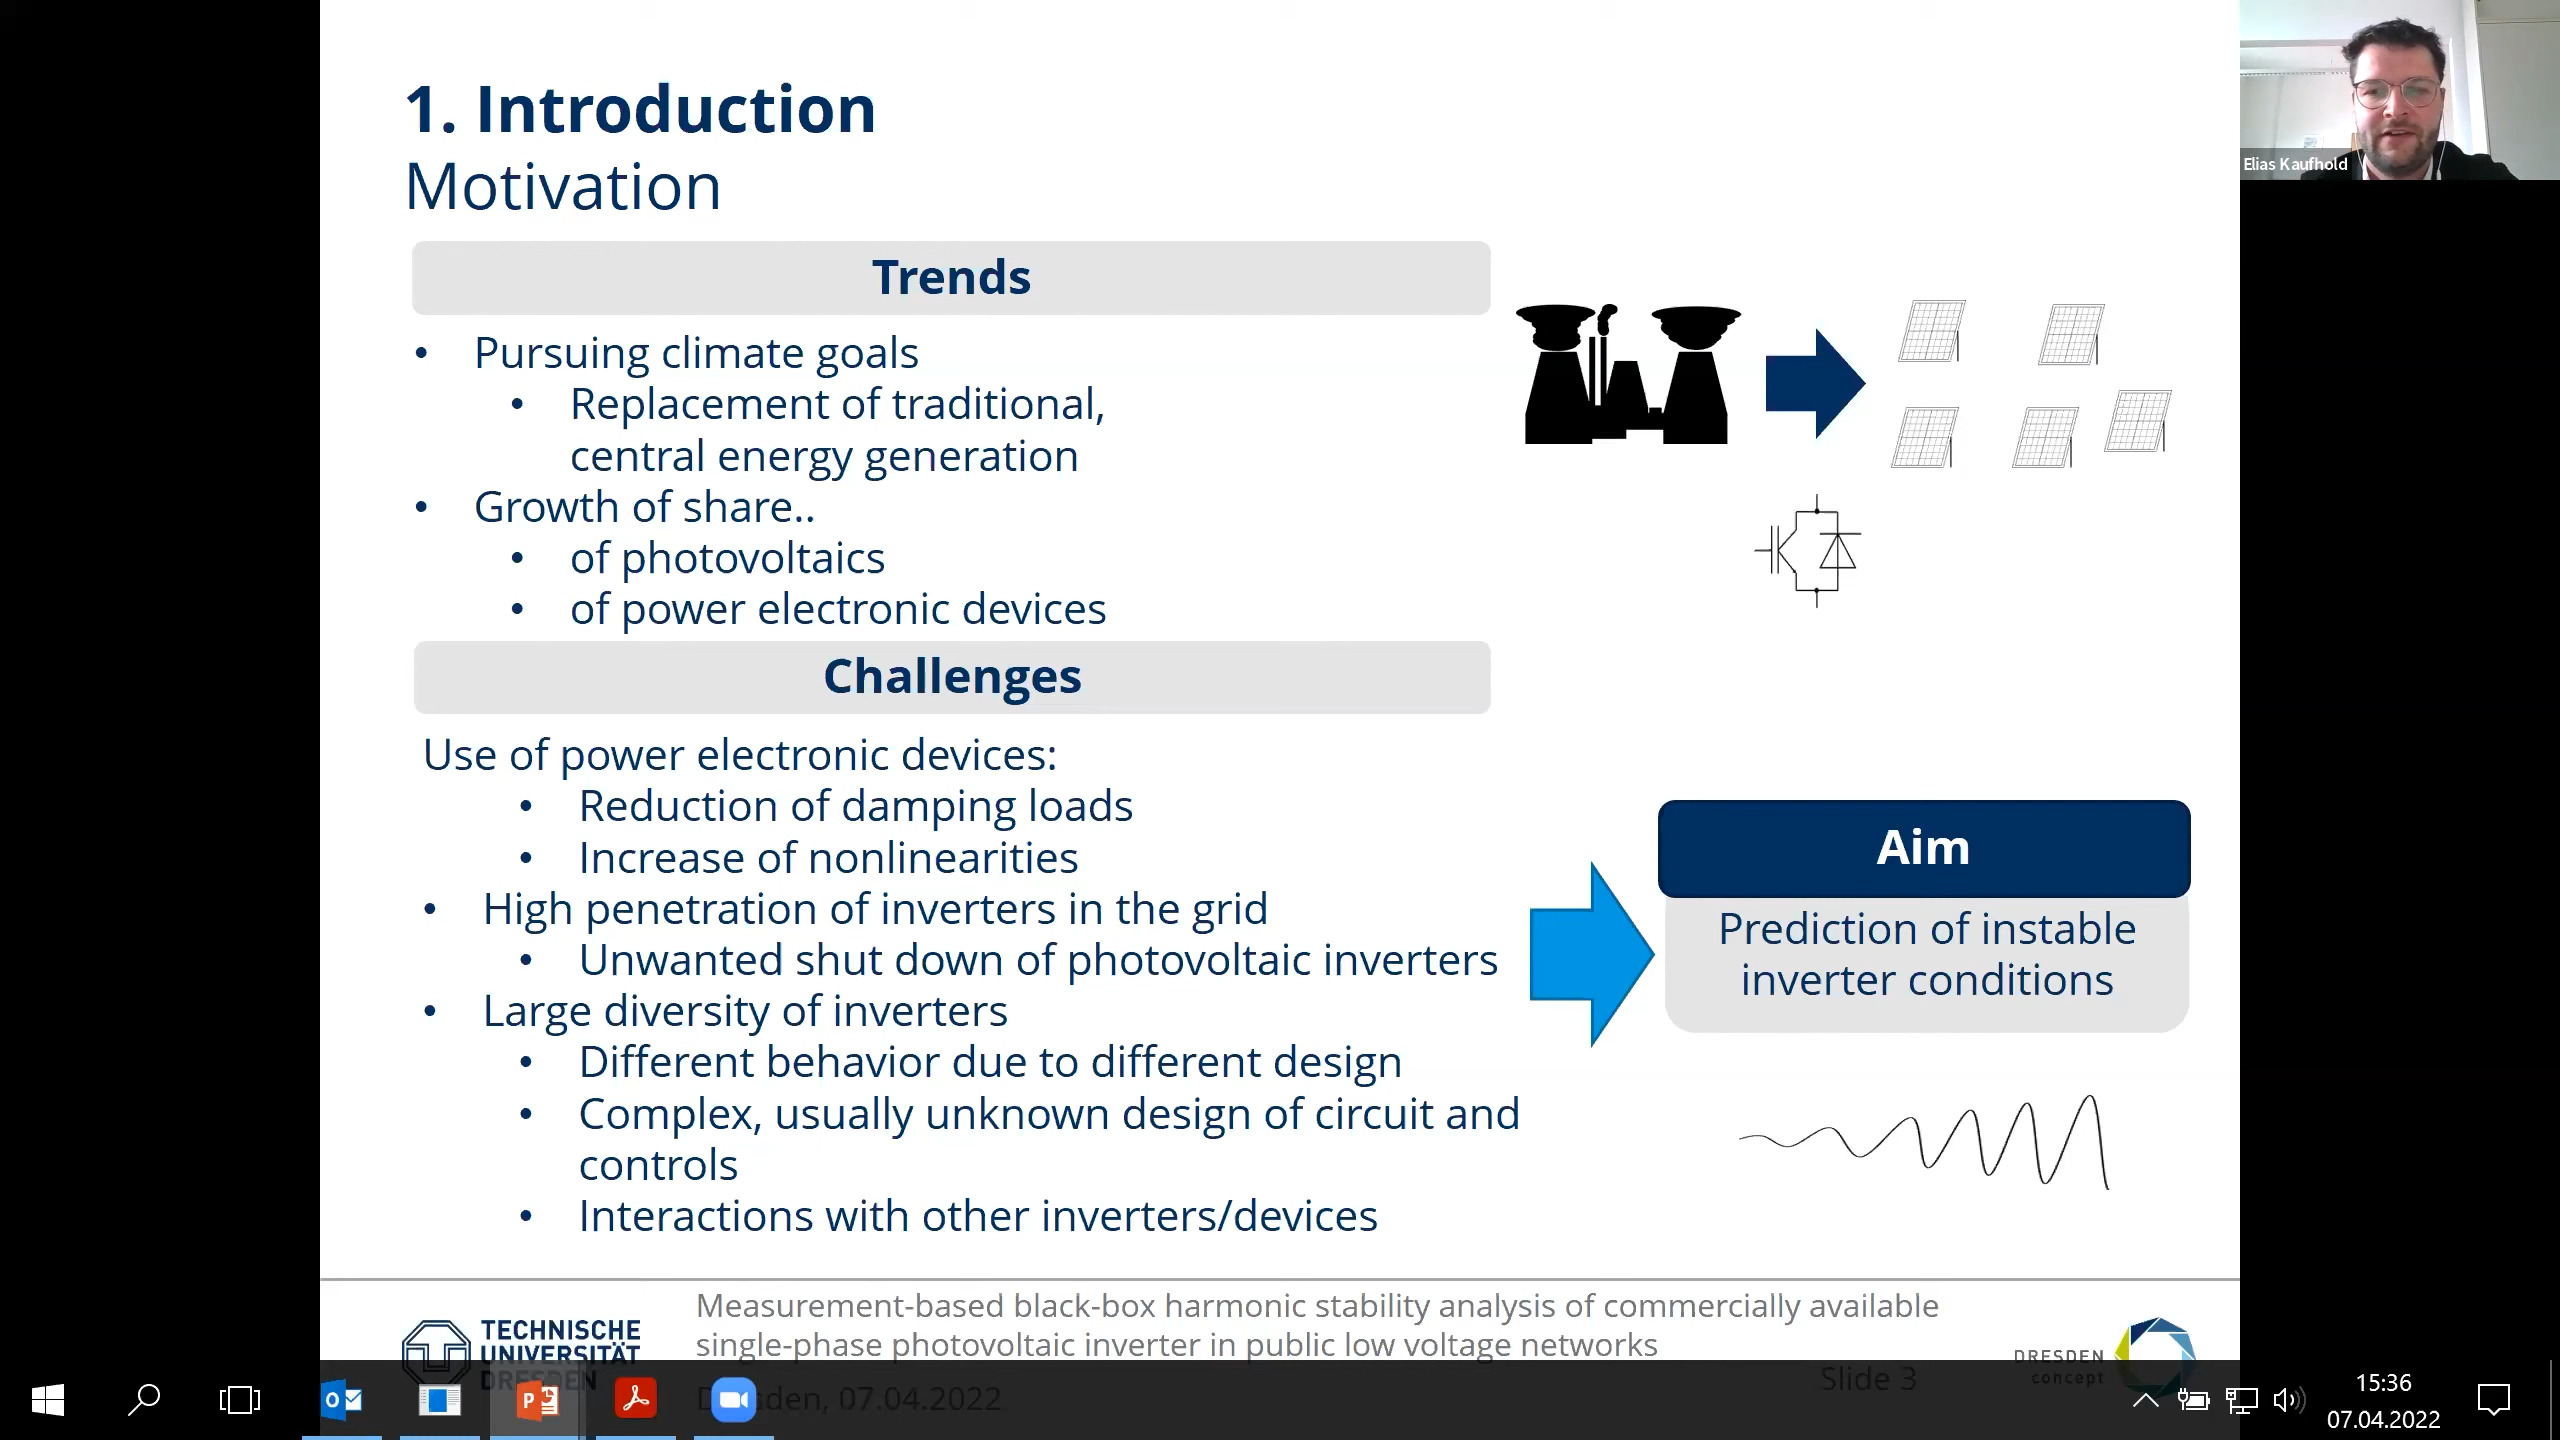 1. Introduction
Motivation
Trends
• Pursuing climate goals
• Replacement of traditional,
central energy generation
• Growth of share..
• of photovoltaics
• of power electronic devices
Challenges
Use of power electronic devices:
• Reduction of damping loads
• Increase of nonlinearities
• High penetration of inverters in the grid
• Unwanted shut down of photovoltaic inverters
• Large diversity of inverters
• Different behavior due to different design
• Complex, usually unknown design of circuit and
controls
• Interactions with other inverters/devices
Aim
Prediction of instable
inverter conditions
Elias Kaufhold
TECHNISCHE
UNIVERSITÄT
DRESDEN
Measurement-based black-box harmonic stability analysis of commercially available
single-phase photovoltaic inverter in public low voltage networks
Dresden, 07.04.2022
Slide 3
DRESDEN
concept
15:36
07.04.2022